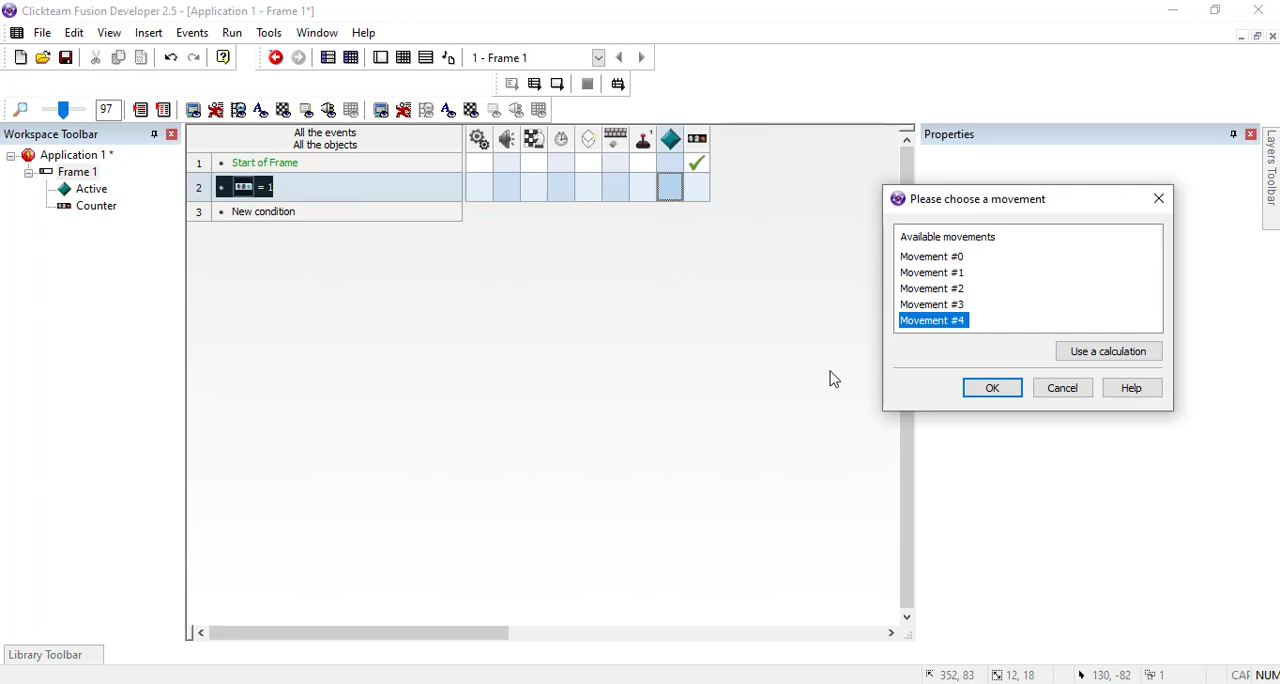 Clickteam Fusion Developer 2.5 - [Application 1 - Frame 1*]
File Edit View Insert Events Run Tools Window Help
1 - Frame 1
97
Workspace Toolbar
Application 1 *
Frame 1
Active
Counter
All the events
All the objects
1 • Start of Frame
2 • = 1
3 • New condition
Properties
Layers Toolbar
Please choose a movement
Available movements
Movement #0
Movement #1
Movement #2
Movement #3
Movement #4
Use a calculation
OK Cancel Help
Library Toolbar
352, 83 12, 18 130, -82 1 CAP NUM